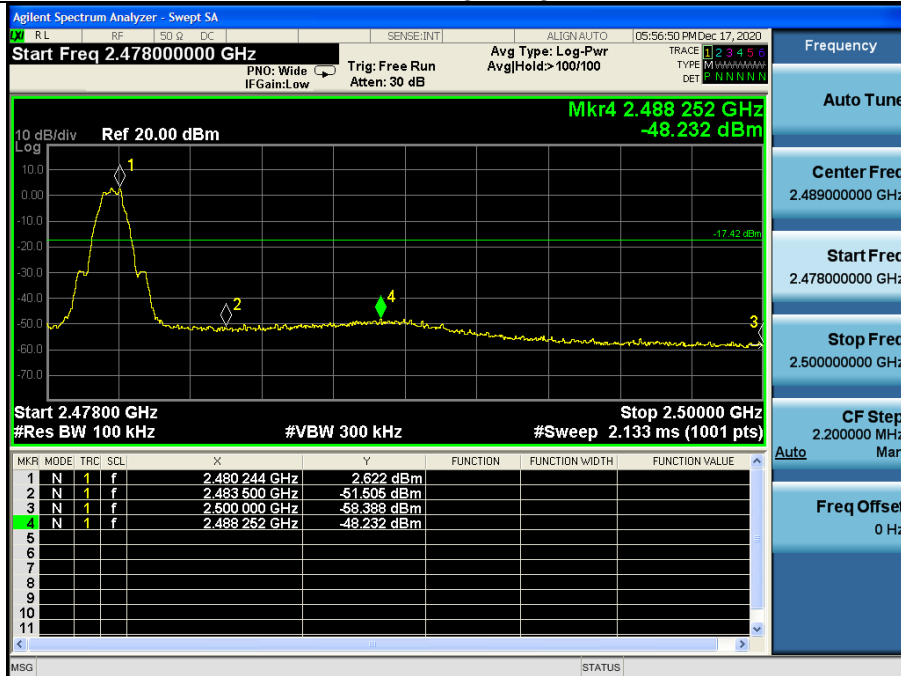 Agilent Spectrum Analyzer - Swept SA
LXI RL RF 50 Ω DC SENSE:INT ALIGN AUTO 05:56:50 PM Dec 17, 2020
Start Freq 2.478000000 GHz
PNO: Wide
IFGain:Low
Trig: Free Run
Atten: 30 dB
Avg Type: Log-Pwr
Avg|Hold:>100/100
TRACE 1 2 3 4 5 6
TYPE M WWWWW
DET P N N N N N
Mkr4 2.488 252 GHz
-48.232 dBm
10 dB/div Ref 20.00 dBm
Log
10.0
0.00
-10.0
-20.0
-30.0
-40.0
-50.0
-60.0
-70.0
1
2
4
3
-17.42 dBm
Start 2.47800 GHz Stop 2.50000 GHz
#Res BW 100 kHz #VBW 300 kHz #Sweep 2.133 ms (1001 pts)
MKR MODE TRC SCL X Y FUNCTION FUNCTION WIDTH FUNCTION VALUE
1 N 1 f 2.480 244 GHz 2.622 dBm
2 N 1 f 2.483 500 GHz -51.505 dBm
3 N 1 f 2.500 000 GHz -58.388 dBm
4 N 1 f 2.488 252 GHz -48.232 dBm
5
6
7
8
9
10
11
MSG STATUS
Frequency
Auto Tune
Center Freq
2.489000000 GHz
Start Freq
2.478000000 GHz
Stop Freq
2.500000000 GHz
CF Step
2.200000 MHz
Auto Man
Freq Offset
0 Hz